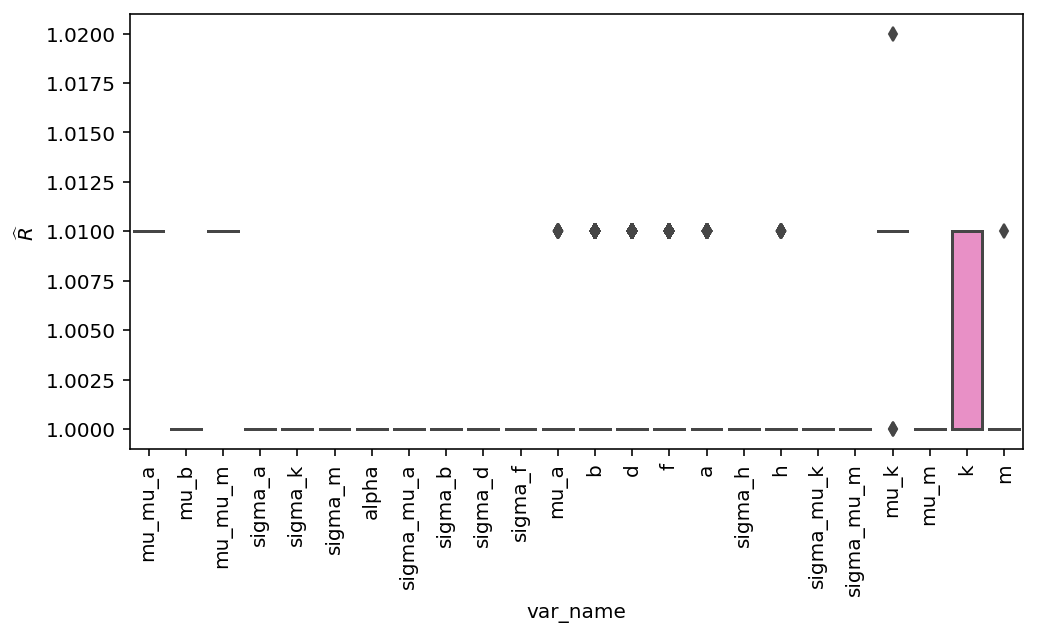 1.0200
1.0175
1.0150
1.0125
1.0100
1.0075
1.0050
1.0025
1.0000
R̂
mu_mu_a
mu_b
mu_mu_m
sigma_a
sigma_k
sigma_m
alpha
sigma_mu_a
sigma_b
sigma_d
sigma_f
mu_a
b
d
f
a
sigma_h
h
sigma_mu_k
sigma_mu_m
mu_k
mu_m
k
m
var_name